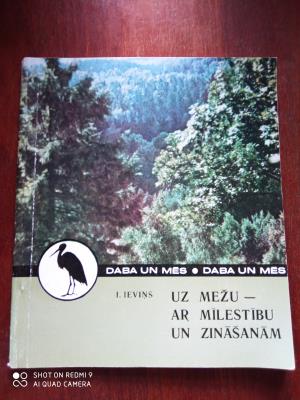 DABA UN MĒS ● DABA UN MĒS
I. IEVIŅŠ
UZ MEŽU —
AR MĪLESTĪBU
UN ZINĀŠANĀM
SHOT ON REDMI 9
AI QUAD CAMERA